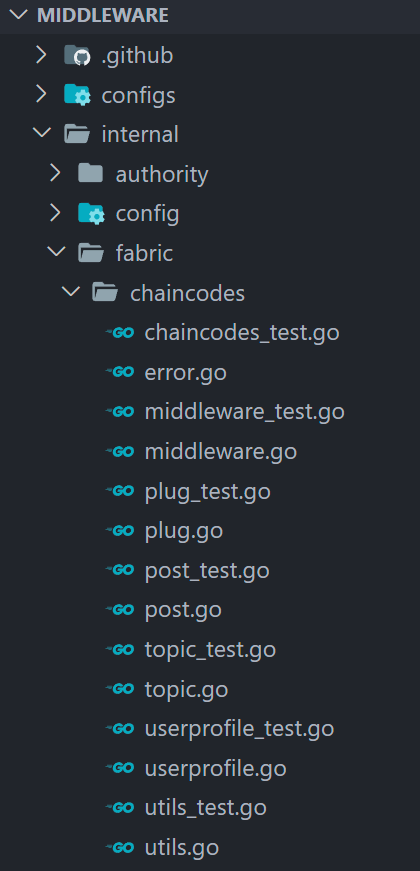 MIDDLEWARE
.github
configs
internal
authority
config
fabric
chaincodes
GO chaincodes_test.go
GO error.go
GO middleware_test.go
GO middleware.go
GO plug_test.go
GO plug.go
GO post_test.go
GO post.go
GO topic_test.go
GO topic.go
GO userprofile_test.go
GO userprofile.go
GO utils_test.go
GO utils.go